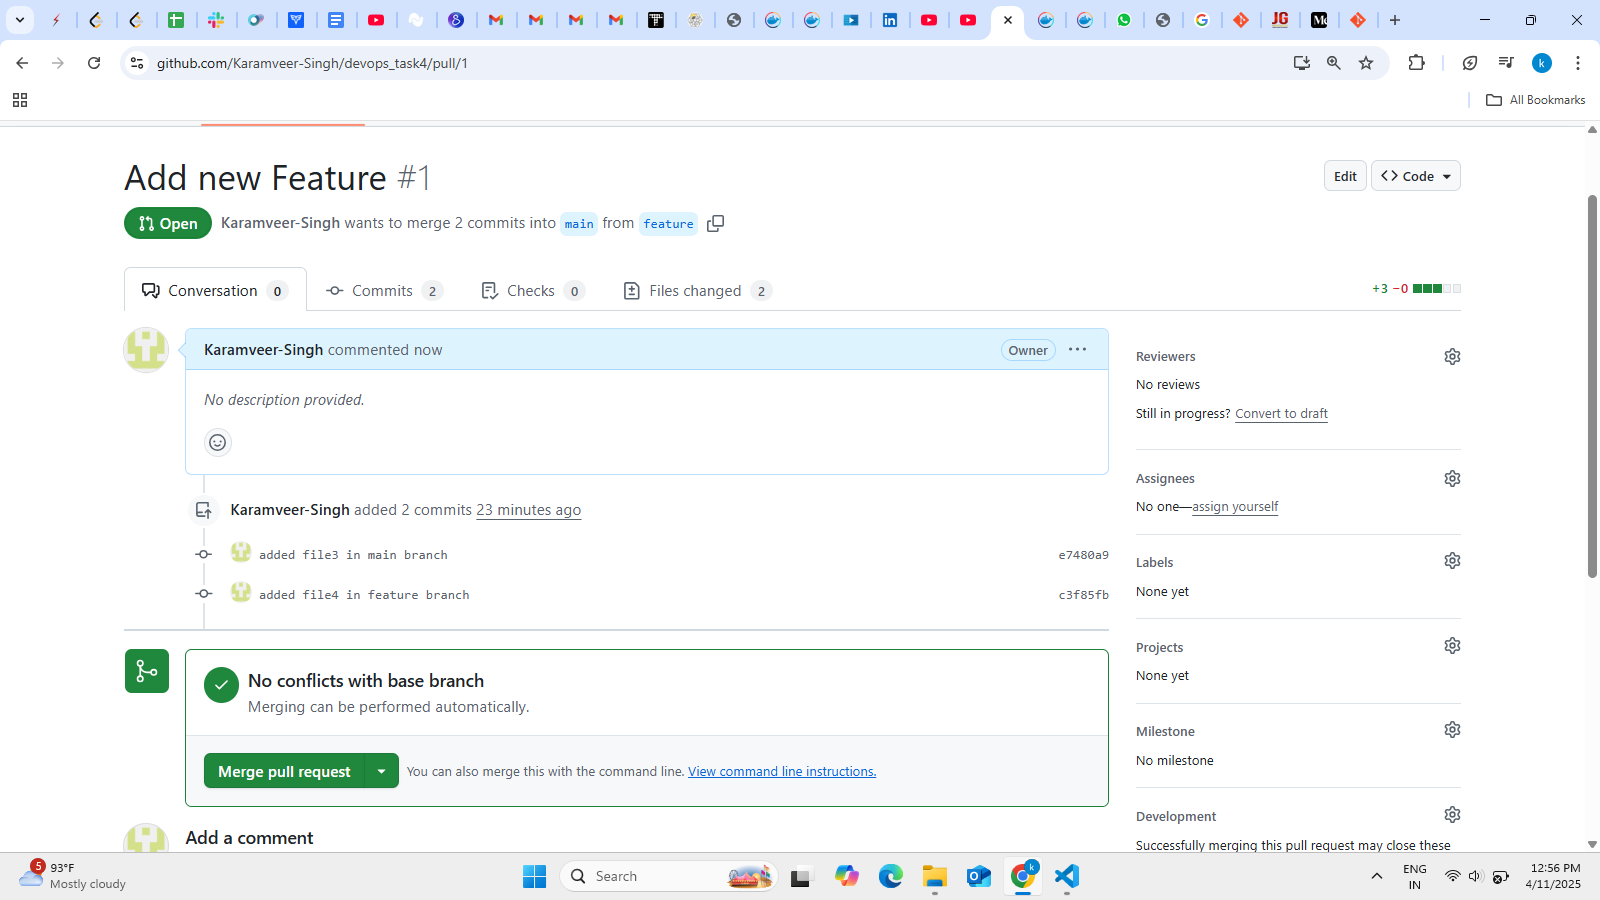 github.com/Karamveer-Singh/devops_task4/pull/1
k
All Bookmarks
Add new Feature #1
Edit
Code
Open
Karamveer-Singh wants to merge 2 commits into main from feature
Conversation 0
Commits 2
Checks 0
Files changed 2
+3 −0
Karamveer-Singh commented now
Owner
No description provided.
Karamveer-Singh added 2 commits 23 minutes ago
added file3 in main branch
e7480a9
added file4 in feature branch
c3f85fb
No conflicts with base branch
Merging can be performed automatically.
Merge pull request
You can also merge this with the command line. View command line instructions.
Add a comment
Reviewers
No reviews
Still in progress? Convert to draft
Assignees
No one—assign yourself
Labels
None yet
Projects
None yet
Milestone
No milestone
Development
Successfully merging this pull request may close these
5
93°F
Mostly cloudy
Search
k
ENG
IN
12:56 PM
4/11/2025